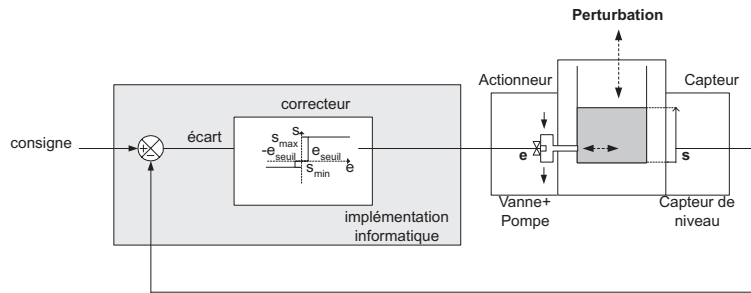 Perturbation
Actionneur
Capteur
correcteur
consigne
écart
+
−
s
s max
-e seuil
e seuil
e
s min
e
s
Vanne+
Pompe
Capteur de
niveau
implémentation
informatique